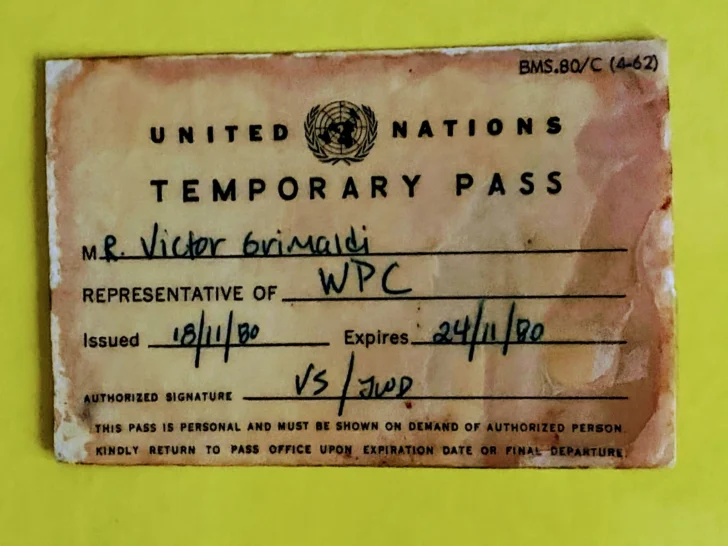 BMS.80/C (4-62)
UNITED NATIONS
TEMPORARY PASS
MR. Victor Grimaldi
REPRESENTATIVE OF WPC
Issued 18/11/80 Expires 24/11/80
AUTHORIZED SIGNATURE VS/JWD
THIS PASS IS PERSONAL AND MUST BE SHOWN ON DEMAND OF AUTHORIZED PERSON.
KINDLY RETURN TO PASS OFFICE UPON EXPIRATION DATE OR FINAL DEPARTURE.